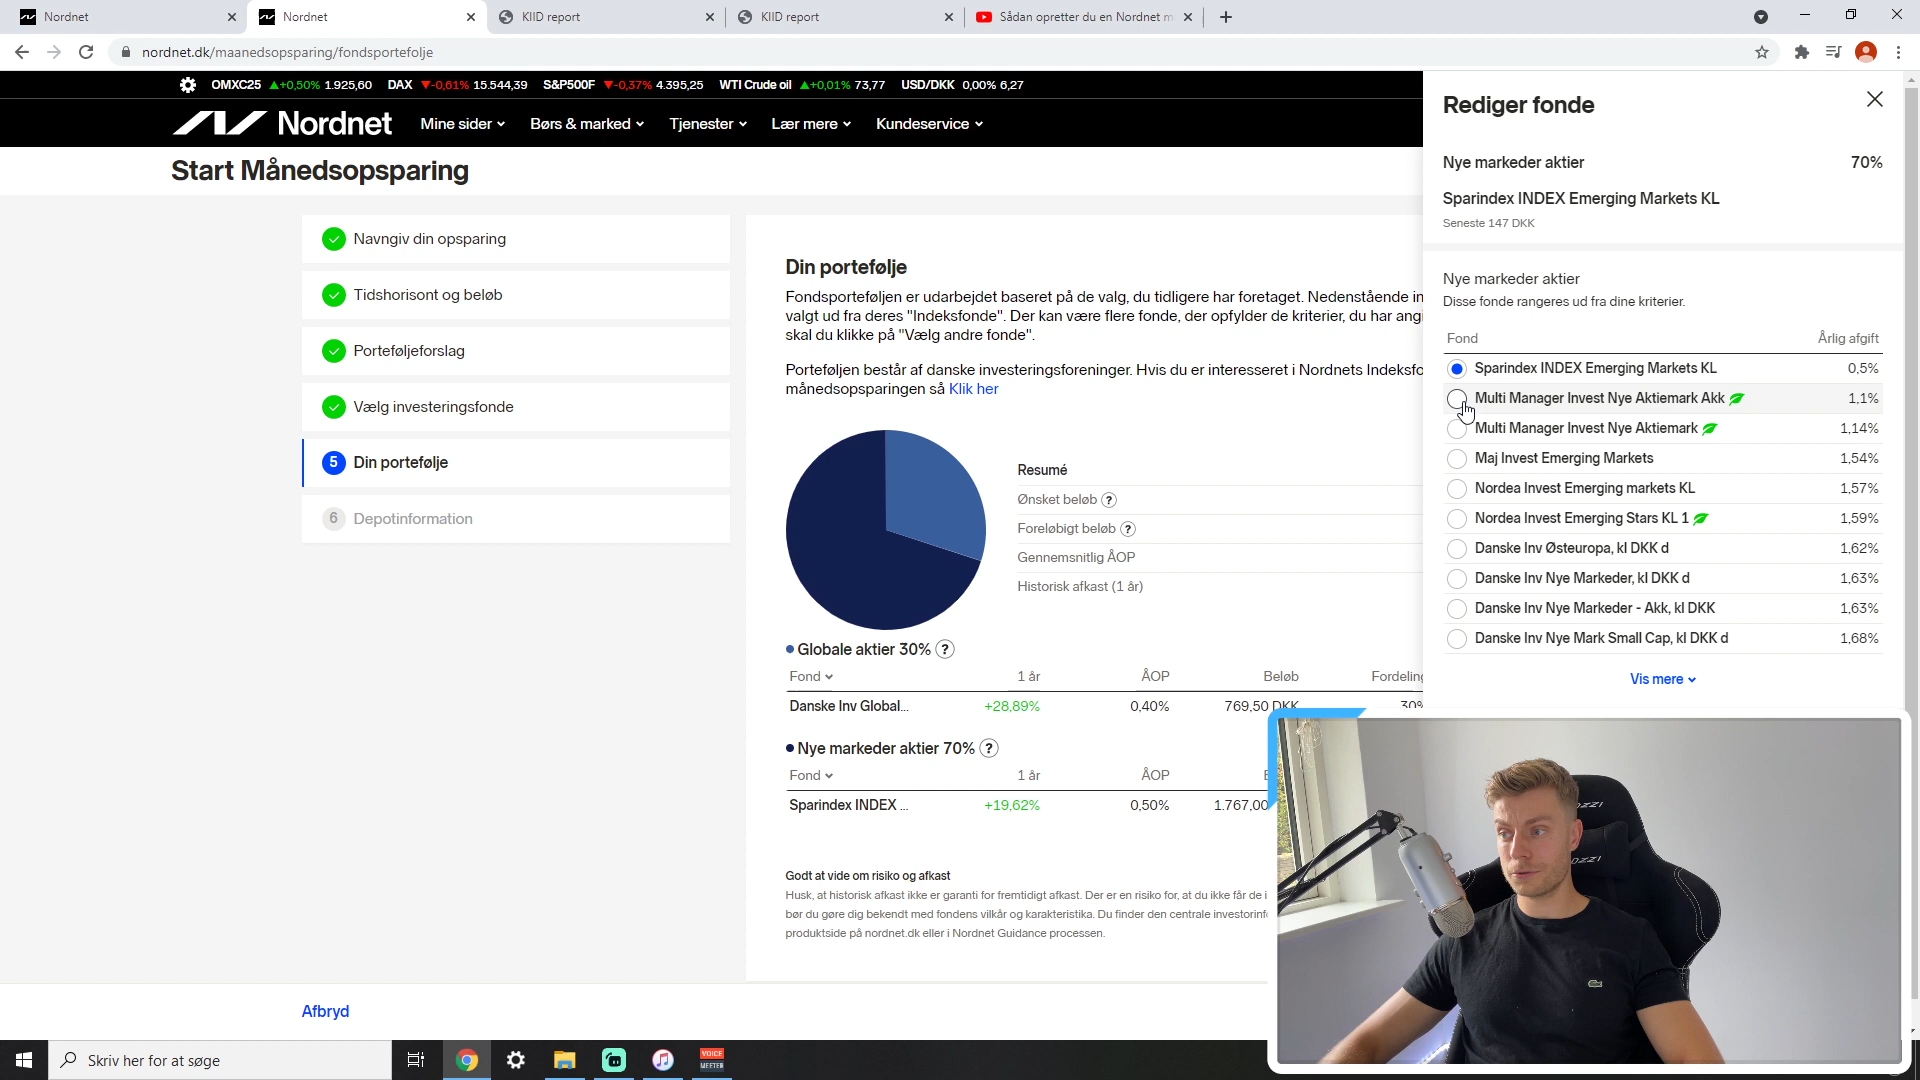 Nordnet
Nordnet
KIID report
KIID report
Sådan opretter du en Nordnet m
nordnet.dk/maanedsopsparing/fondsportefolje
OMXC25 +0,50% 1.925,60 DAX -0,61% 15.544,39 S&P500F -0,37% 4.395,25 WTI Crude oil +0,01% 73,77 USD/DKK 0,00% 6,27
Nordnet Mine sider Børs & marked Tjenester Lær mere Kundeservice
Start Månedsopsparing
Navngiv din opsparing
Tidshorisont og beløb
Porteføljeforslag
Vælg investeringsfonde
5 Din portefølje
6 Depotinformation
Din portefølje
Fondsporteføljen er udarbejdet baseret på de valg, du tidligere har foretaget. Nedenstående in
valgt ud fra deres "Indeksfonde". Der kan være flere fonde, der opfylder de kriterier, du har angi
skal du klikke på "Vælg andre fonde".
Porteføljen består af danske investeringsforeninger. Hvis du er interesseret i Nordnets Indeksfo
månedsopsparingen så Klik her
Resumé
Ønsket beløb ?
Foreløbigt beløb ?
Gennemsnitlig ÅOP
Historisk afkast (1 år)
Globale aktier 30% ?
Fond 1 år ÅOP Beløb Fordeling
Danske Inv Global... +28,89% 0,40% 769,50 DKK 30%
Nye markeder aktier 70% ?
Fond 1 år ÅOP
Sparindex INDEX ... +19,62% 0,50% 1.767,00
Godt at vide om risiko og afkast
Husk, at historisk afkast ikke er garanti for fremtidigt afkast. Der er en risiko for, at du ikke får de i
bør du gøre dig bekendt med fondens vilkår og karakteristika. Du finder den centrale investorinfo
produktside på nordnet.dk eller i Nordnet Guidance processen.
Afbryd
Rediger fonde
Nye markeder aktier 70%
Sparindex INDEX Emerging Markets KL
Seneste 147 DKK
Nye markeder aktier
Disse fonde rangeres ud fra dine kriterier.
Fond Årlig afgift
Sparindex INDEX Emerging Markets KL 0,5%
Multi Manager Invest Nye Aktiemark Akk 1,1%
Multi Manager Invest Nye Aktiemark 1,14%
Maj Invest Emerging Markets 1,54%
Nordea Invest Emerging markets KL 1,57%
Nordea Invest Emerging Stars KL 1 1,59%
Danske Inv Østeuropa, kl DKK d 1,62%
Danske Inv Nye Markeder, kl DKK d 1,63%
Danske Inv Nye Markeder - Akk, kl DKK 1,63%
Danske Inv Nye Mark Small Cap, kl DKK d 1,68%
Vis mere
Skriv her for at søge
VOICE
MEETER